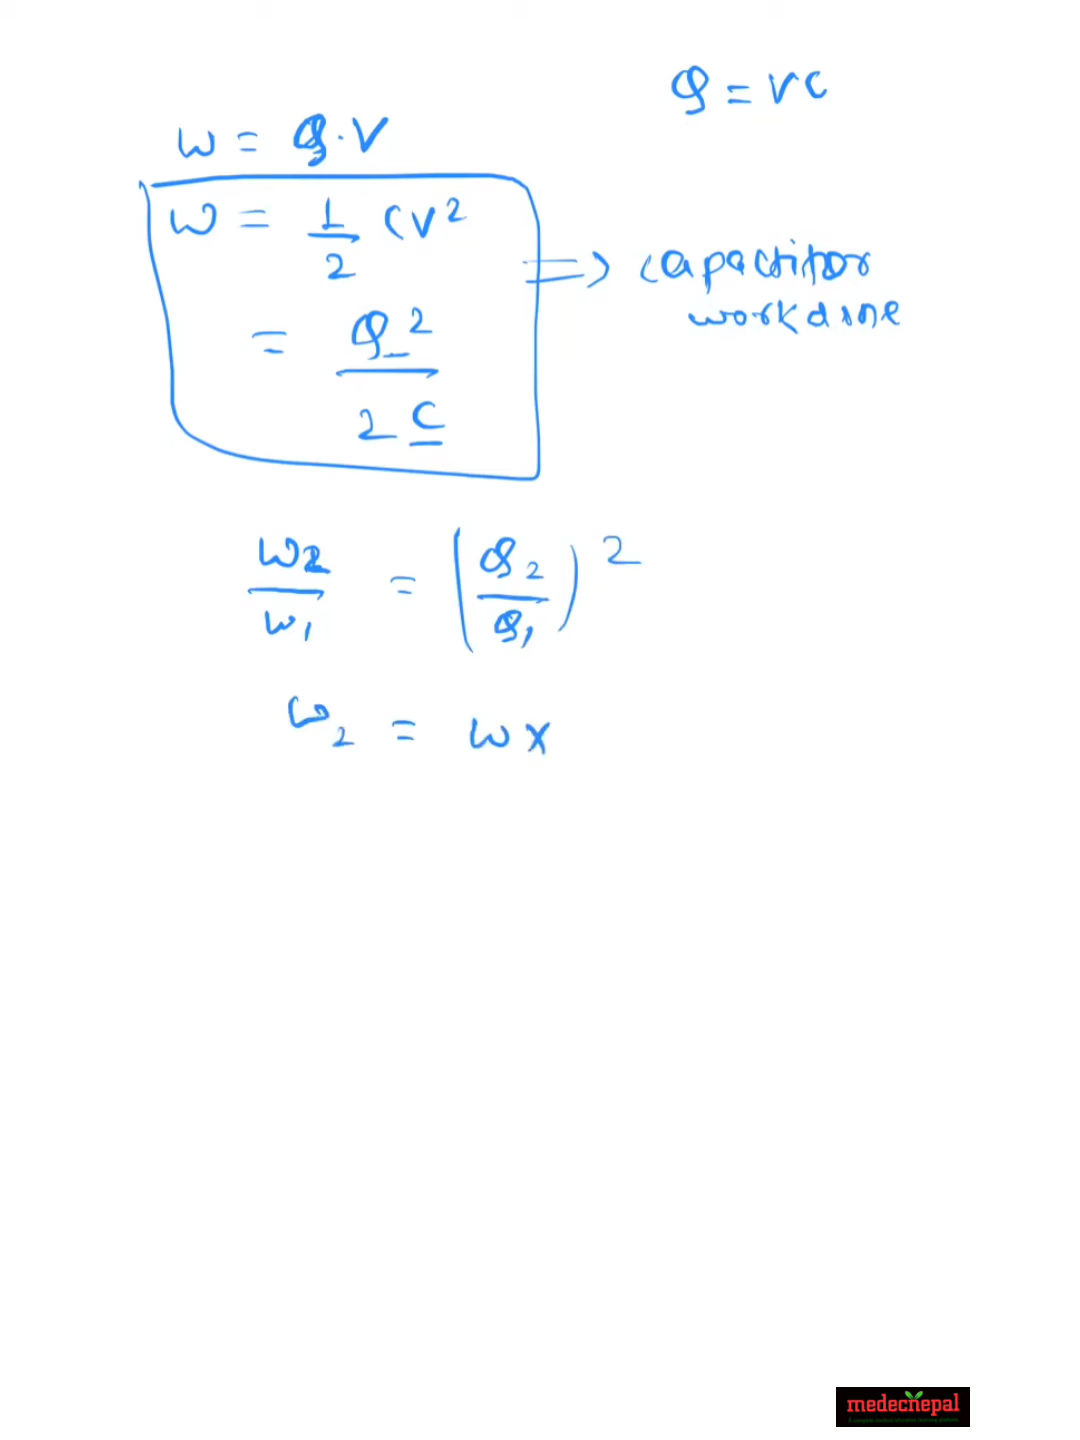 Q = VC
W = Q·V
W = 1/2 CV²
= Q²/2C
⇒ capacitor
workdone
W2/W1 = (Q2/Q1)²
W2 = W×
medecnepal